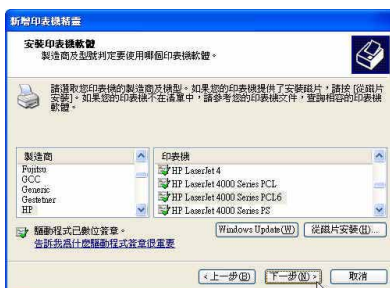 新增印表機精靈
安裝印表機軟體
製造商及型號判定要使用哪個印表機軟體。
請選取您印表機的製造商及機型。如果您的印表機提供了安裝磁片，請按 [從磁片
安裝]。如果您的印表機不在清單中，請參考您的印表機文件，查詢相容的印表機
軟體。
製造商
Fujitsu
GCC
Generic
Gestetner
HP
印表機
HP LaserJet 4
HP LaserJet 4000 Series PCL
HP LaserJet 4000 Series PCL6
HP LaserJet 4000 Series PS
驅動程式已數位簽章。
告訴我為什麼驅動程式簽章很重要
Windows Update(W)
從磁片安裝(H)...
<上一步(B)
下一步(N)>
取消